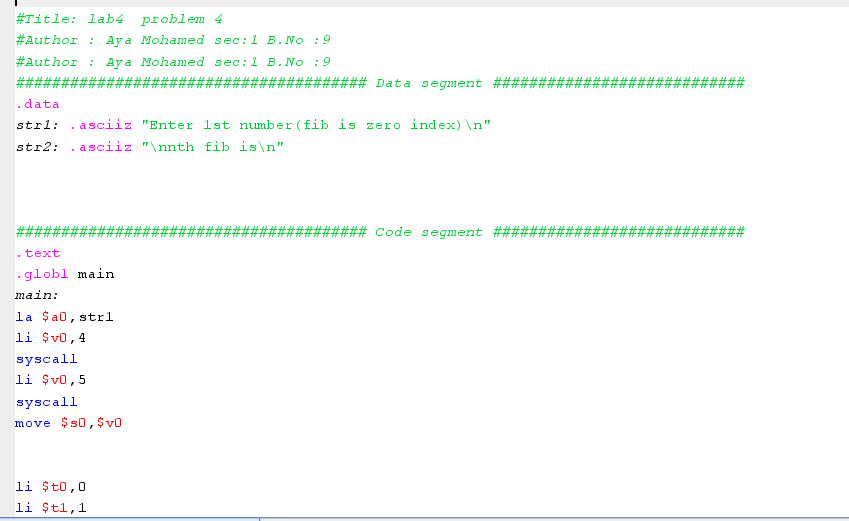 #Title: lab4  problem 4
#Author : Aya Mohamed sec:1 B.No :9
#Author : Aya Mohamed sec:1 B.No :9
####################################### Data segment ############################
.data
str1: .asciiz "Enter 1st number(fib is zero index)\n"
str2: .asciiz "\nnth fib is\n"
####################################### Code segment ############################
.text
.globl main
main:
la $a0,str1
li $v0,4
syscall
li $v0,5
syscall
move $s0,$v0
li $t0,0
li $t1,1